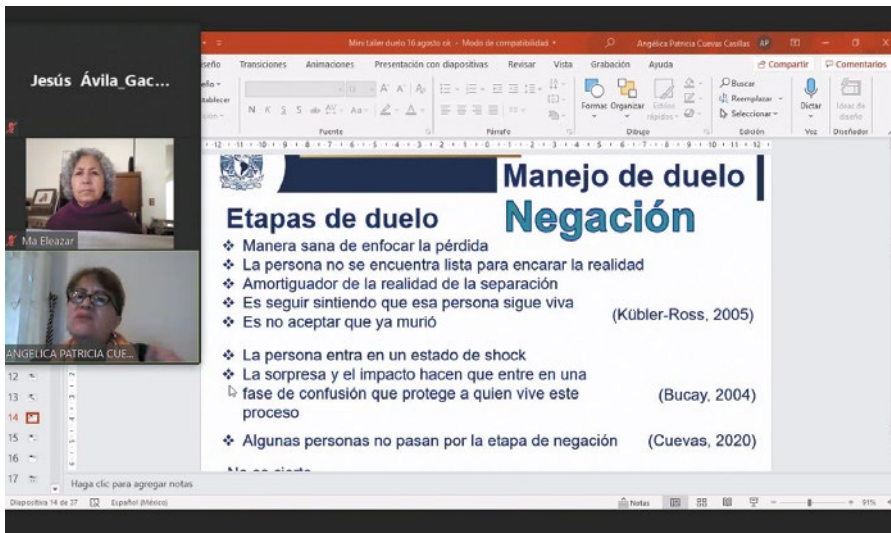 Mini taller duelo 16 agosto ok - Modo de compatibilidad
Angélica Patricia Cuevas Casillas AP
Transiciones Animaciones Presentación con diapositivas Revisar Vista Grabación Ayuda Compartir Comentarios
Buscar
Formas Organizar Estilos rápidos Reemplazar Dictar Ideas de diseño
Seleccionar
Fuente Párrafo Dibujo Edición Voz Diseñador
Jesús Ávila_Gac...
Ma Eleazar
ANGELICA PATRICIA CUE...
Manejo de duelo
Etapas de duelo Negación
❖ Manera sana de enfocar la pérdida
❖ La persona no se encuentra lista para encarar la realidad
❖ Amortiguador de la realidad de la separación
❖ Es seguir sintiendo que esa persona sigue viva
❖ Es no aceptar que ya murió
(Kübler-Ross, 2005)
❖ La persona entra en un estado de shock
❖ La sorpresa y el impacto hacen que entre en una
fase de confusión que protege a quien vive este
proceso
(Bucay, 2004)
❖ Algunas personas no pasan por la etapa de negación (Cuevas, 2020)
12
13
14
15
16
17
Haga clic para agregar notas
Diapositiva 14 de 37 Español (México) Notas 91%